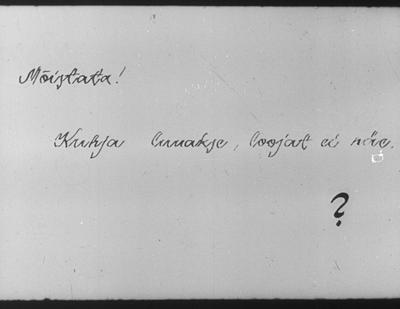 Mõistata!
Kuhja luuakse, loojat ei näe.
?